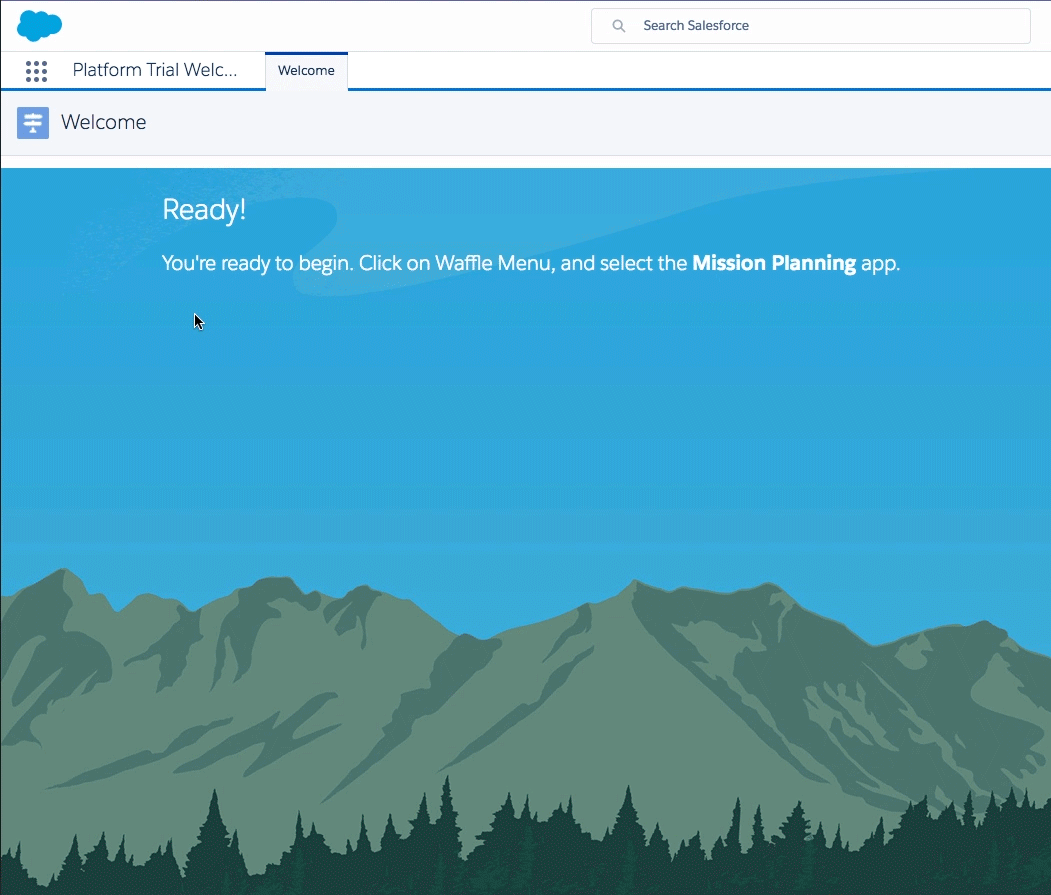 Search Salesforce
Platform Trial Welc...
Welcome
Welcome
Ready!
You're ready to begin. Click on Waffle Menu, and select the Mission Planning app.